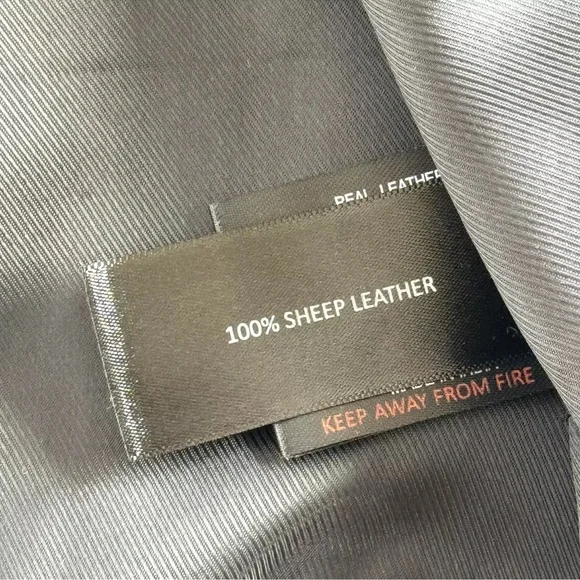 REAL LEATHER
100% SHEEP LEATHER
KEEP AWAY FROM FIRE